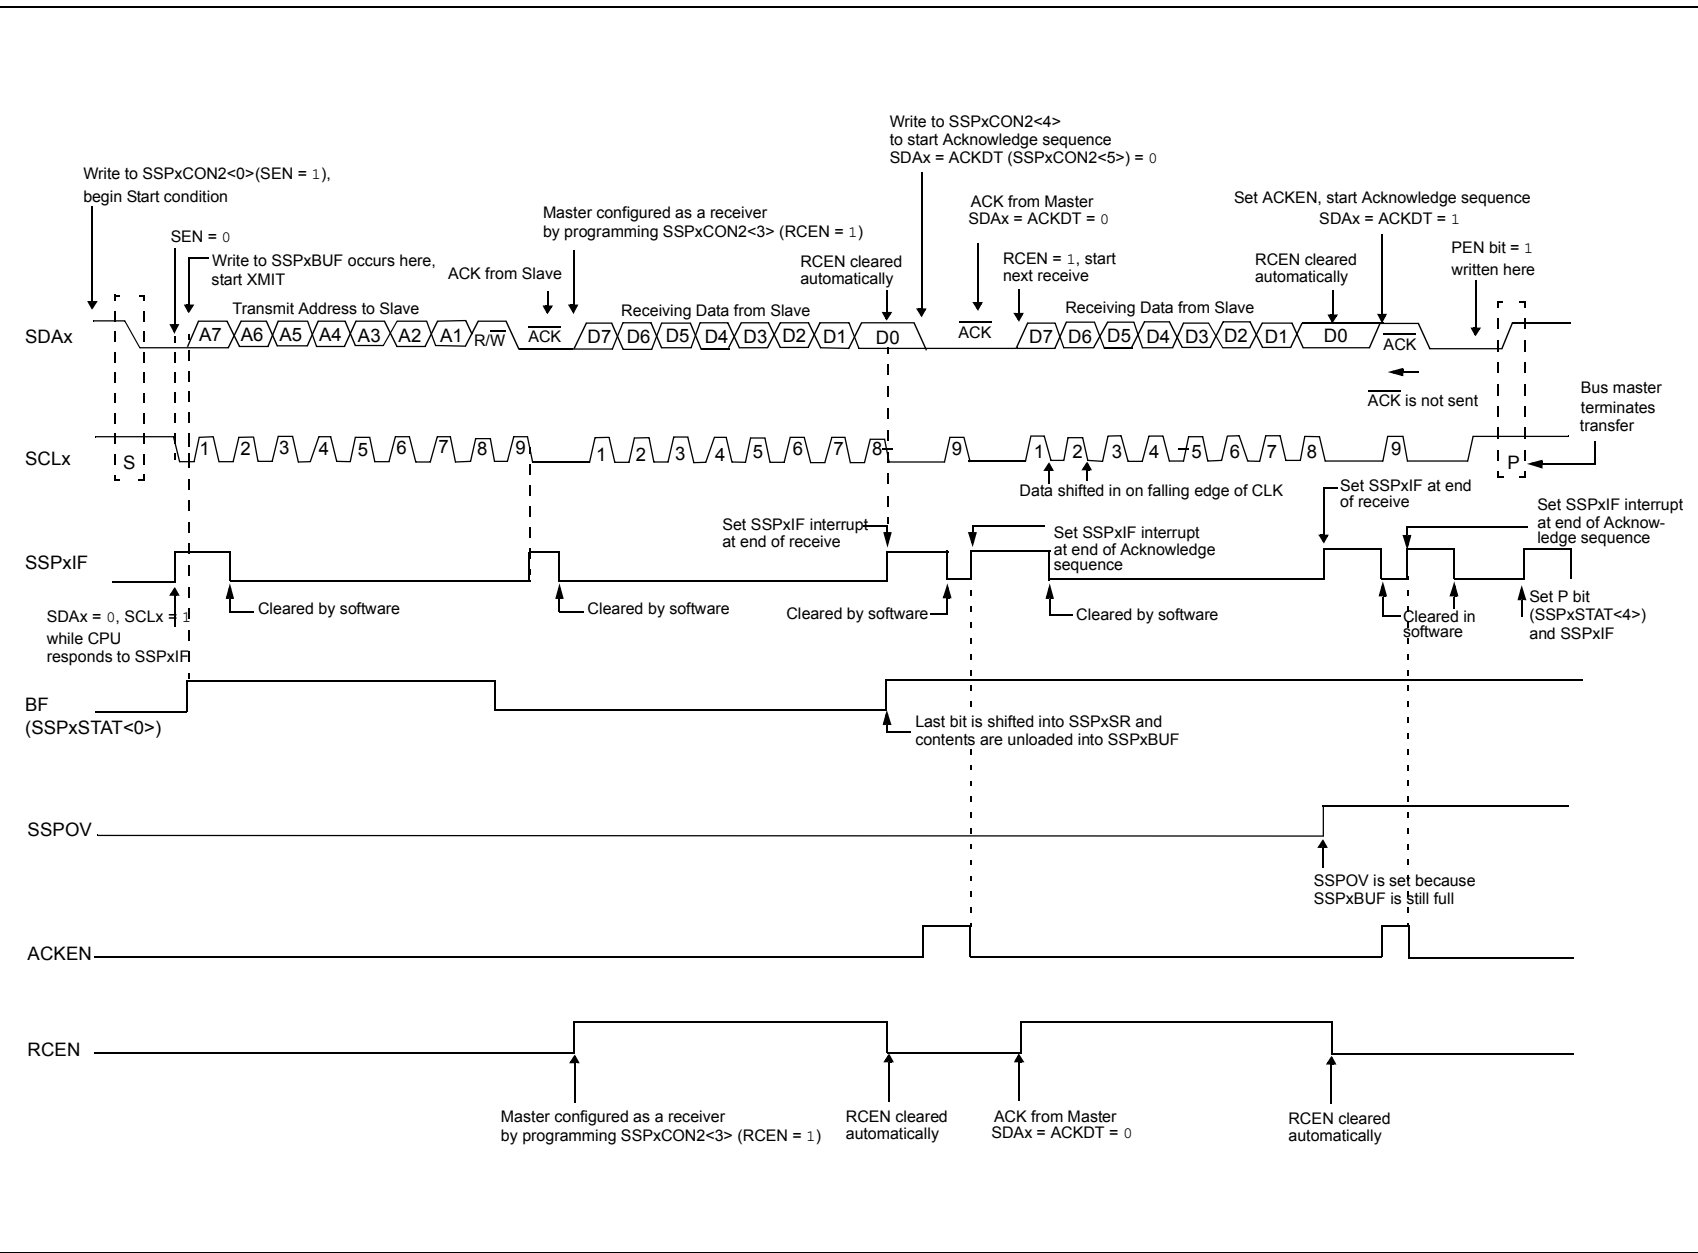 Write to SSPxCON2<4>
to start Acknowledge sequence
SDAx = ACKDT (SSPxCON2<5>) = 0
Write to SSPxCON2<0>(SEN = 1),
begin Start condition
Master configured as a receiver
by programming SSPxCON2<3> (RCEN = 1)
ACK from Master
SDAx = ACKDT = 0
Set ACKEN, start Acknowledge sequence
SDAx = ACKDT = 1
SEN = 0
Write to SSPxBUF occurs here,
start XMIT
ACK from Slave
RCEN cleared
automatically
RCEN = 1, start
next receive
RCEN cleared
automatically
PEN bit = 1
written here
Transmit Address to Slave
Receiving Data from Slave
Receiving Data from Slave
SDAx
A7 A6 A5 A4 A3 A2 A1 R/W ACK D7 D6 D5 D4 D3 D2 D1 D0 ACK D7 D6 D5 D4 D3 D2 D1 D0 ACK
ACK is not sent
Bus master
terminates
transfer
SCLx
S 1 2 3 4 5 6 7 8 9 1 2 3 4 5 6 7 8 9 1 2 3 4 5 6 7 8 9 P
Data shifted in on falling edge of CLK
Set SSPxIF at end
of receive
Set SSPxIF interrupt
at end of receive
Set SSPxIF interrupt
at end of Acknowledge
sequence
Set SSPxIF interrupt
at end of Acknow-
ledge sequence
SSPxIF
SDAx = 0, SCLx = 1
while CPU
responds to SSPxIF
Cleared by software
Cleared by software
Cleared by software
Cleared by software
Cleared in
software
Set P bit
(SSPxSTAT<4>)
and SSPxIF
BF
(SSPxSTAT<0>)
Last bit is shifted into SSPxSR and
contents are unloaded into SSPxBUF
SSPOV
SSPOV is set because
SSPxBUF is still full
ACKEN
RCEN
Master configured as a receiver
by programming SSPxCON2<3> (RCEN = 1)
RCEN cleared
automatically
ACK from Master
SDAx = ACKDT = 0
RCEN cleared
automatically